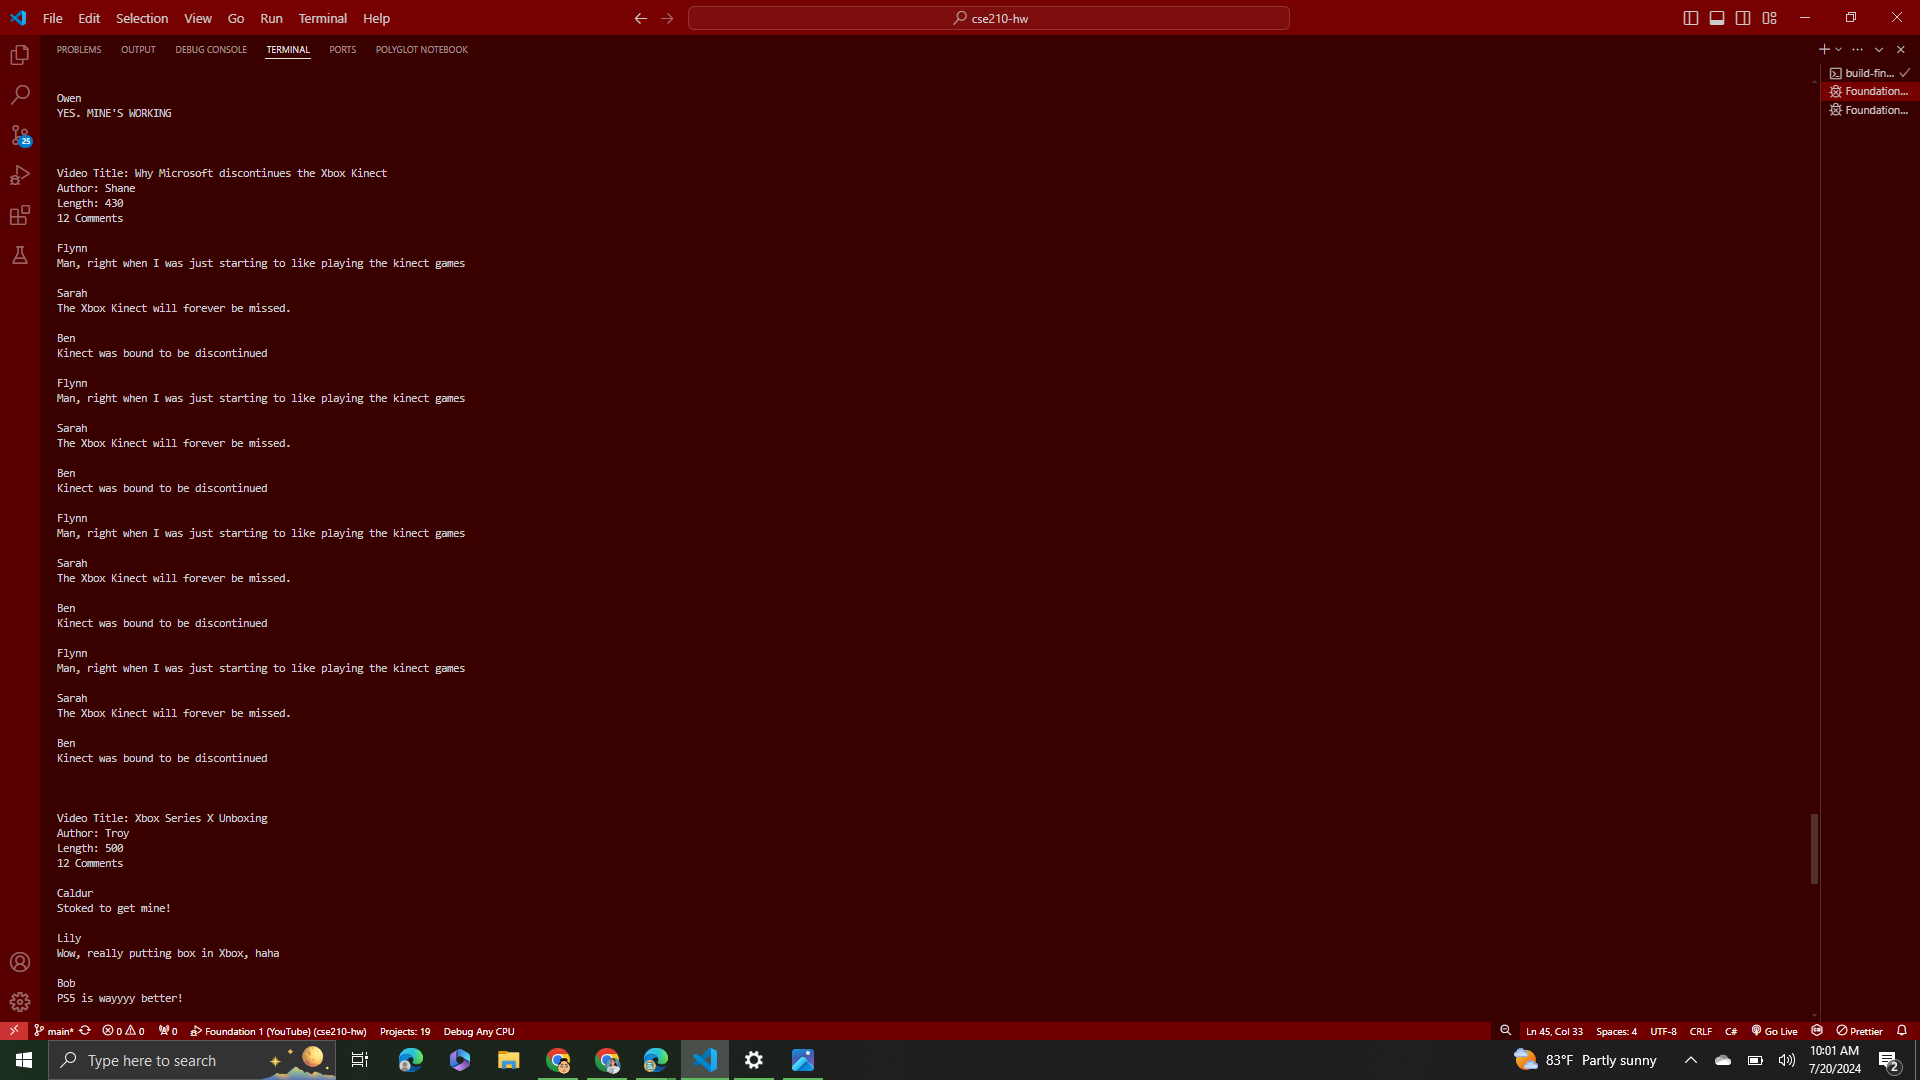 File Edit Selection View Go Run Terminal Help cse210-hw
PROBLEMS OUTPUT DEBUG CONSOLE TERMINAL PORTS POLYGLOT NOTEBOOK
build-fin...
Foundation...
Foundation...
25
Owen
YES. MINE'S WORKING
Video Title: Why Microsoft discontinues the Xbox Kinect
Author: Shane
Length: 430
12 Comments
Flynn
Man, right when I was just starting to like playing the kinect games
Sarah
The Xbox Kinect will forever be missed.
Ben
Kinect was bound to be discontinued
Flynn
Man, right when I was just starting to like playing the kinect games
Sarah
The Xbox Kinect will forever be missed.
Ben
Kinect was bound to be discontinued
Flynn
Man, right when I was just starting to like playing the kinect games
Sarah
The Xbox Kinect will forever be missed.
Ben
Kinect was bound to be discontinued
Flynn
Man, right when I was just starting to like playing the kinect games
Sarah
The Xbox Kinect will forever be missed.
Ben
Kinect was bound to be discontinued
Video Title: Xbox Series X Unboxing
Author: Troy
Length: 500
12 Comments
Caldur
Stoked to get mine!
Lily
Wow, really putting box in Xbox, haha
Bob
PS5 is wayyyy better!
main* 0 0 0 Foundation 1 (YouTube) (cse210-hw) Projects: 19 Debug Any CPU Ln 45, Col 33 Spaces: 4 UTF-8 CRLF C# Go Live Prettier
Type here to search 83°F Partly sunny 10:01 AM
7/20/2024 2